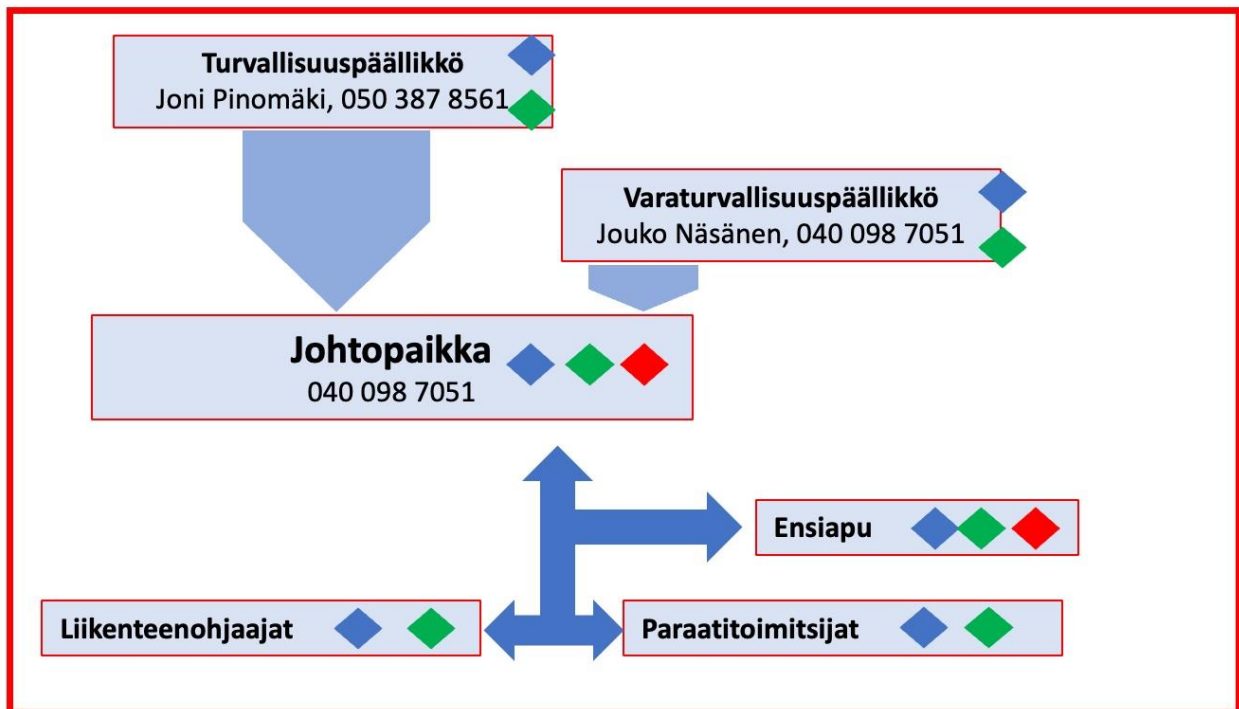 Turvallisuuspäällikkö
Joni Pinomäki, 050 387 8561
Varaturvallisuuspäällikkö
Jouko Näsänen, 040 098 7051
Johtopaikka
040 098 7051
Ensiapu
Liikenteenohjaajat
Paraatitoimitsijat